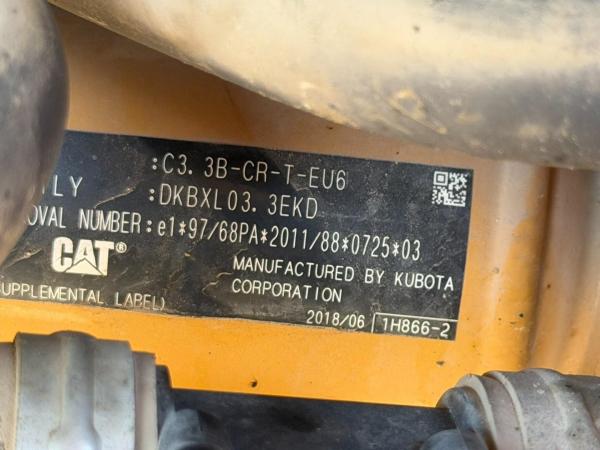 :C3.3B-CR-T-EU6
:DKBXL03.3EKD
OVAL NUMBER:e1*97/68PA*2011/88*0725*03
CAT®
MANUFACTURED BY KUBOTA
CORPORATION
UPPLEMENTAL LABEL)
2018/06 1H866-2